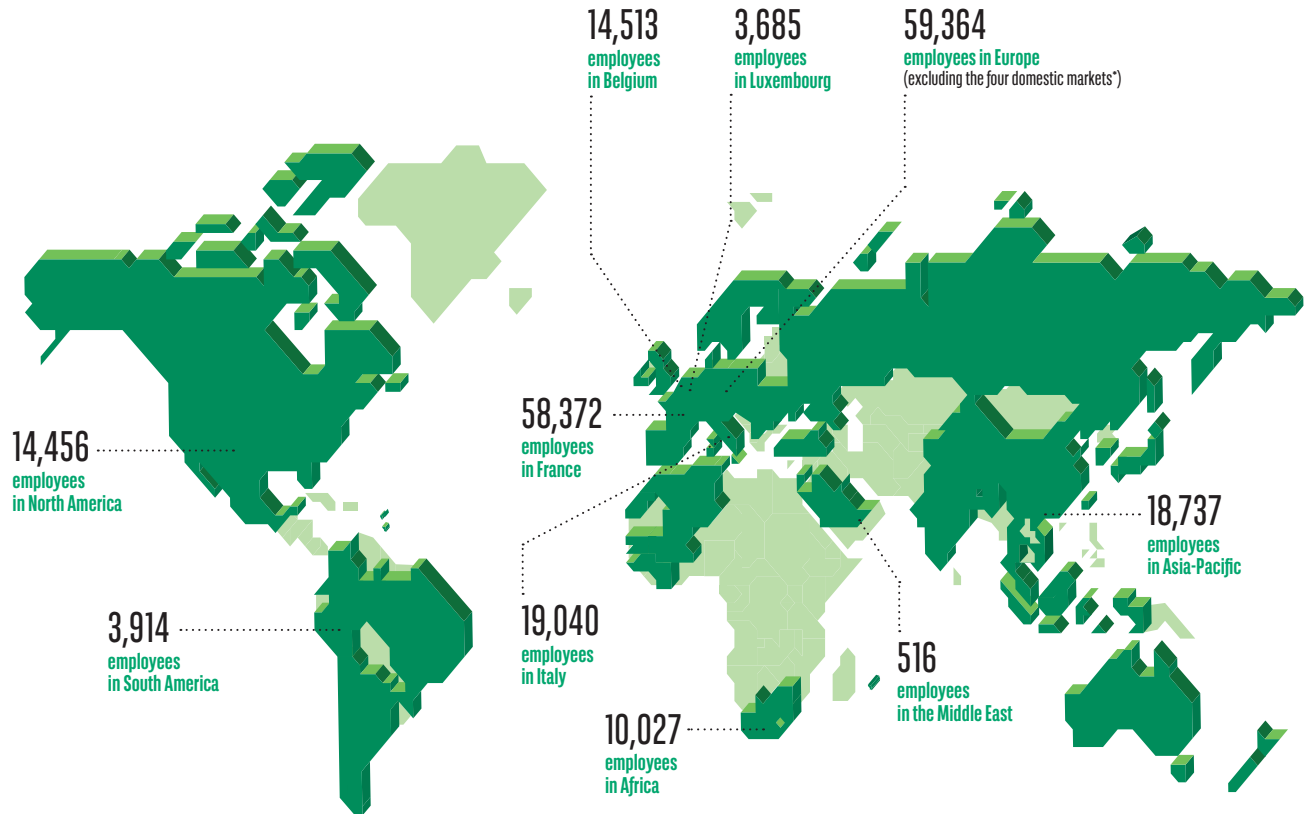 14,513
employees
in Belgium
3,685
employees
in Luxembourg
59,364
employees in Europe
(excluding the four domestic markets*)
14,456
employees
in North America
58,372
employees
in France
18,737
employees
in Asia-Pacific
3,914
employees
in South America
19,040
employees
in Italy
516
employees
in the Middle East
10,027
employees
in Africa